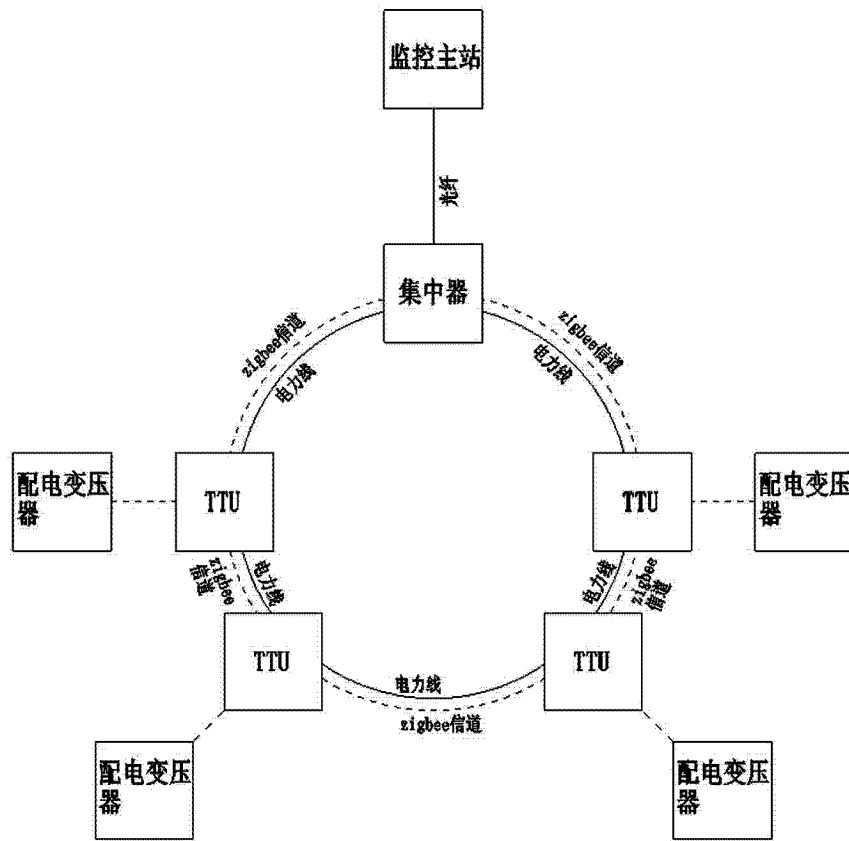 监控主站
光纤
集中器
zigbee信道
电力线
zigbee信道
电力线
配电变压
器
TTU
TTU
配电变压
器
zigbee
信道
电力线
电力线
zigbee
信道
TTU
TTU
电力线
zigbee信道
配电变压
器
配电变压
器